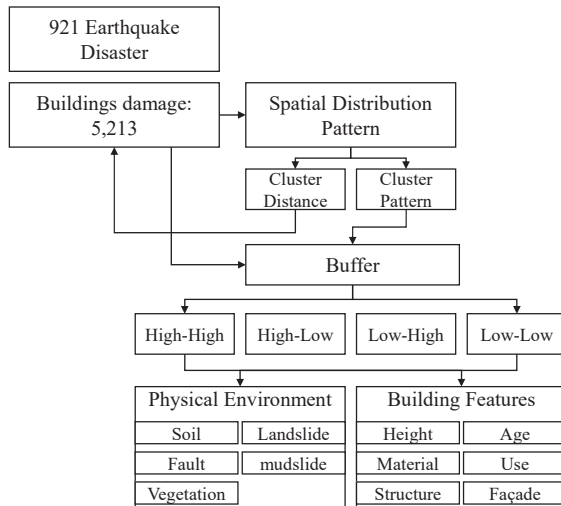 921 Earthquake
Disaster
Buildings damage:
5,213
Spatial Distribution
Pattern
Cluster
Distance
Cluster
Pattern
Buffer
High-High
High-Low
Low-High
Low-Low
Physical Environment
Soil
Landslide
Fault
mudslide
Vegetation
Building Features
Height
Age
Material
Use
Structure
Façade